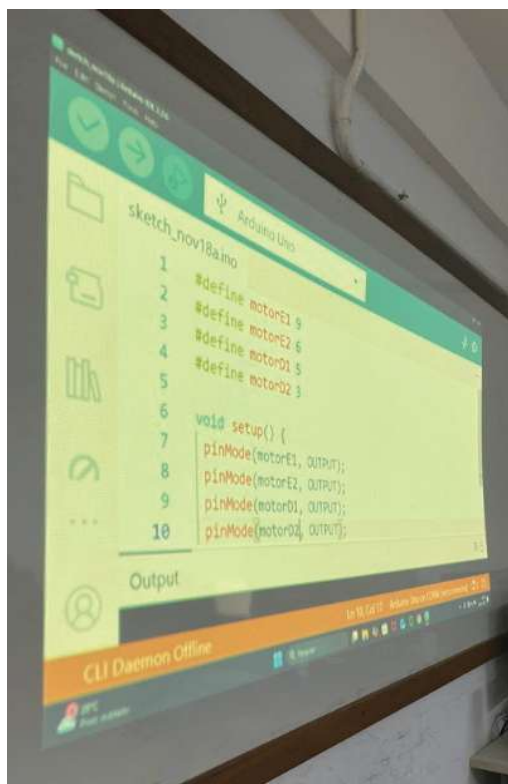 Arduino Uno
sketch_nov18a.ino
1
2 #define motorE1 9
3 #define motorE2 6
4 #define motorD1 5
5 #define motorD2 3
6 void setup() {
7 pinMode(motorE1, OUTPUT);
8 pinMode(motorE2, OUTPUT);
9 pinMode(motorD1, OUTPUT);
10 pinMode(motorD2, OUTPUT);
Output
CLI Daemon Offline